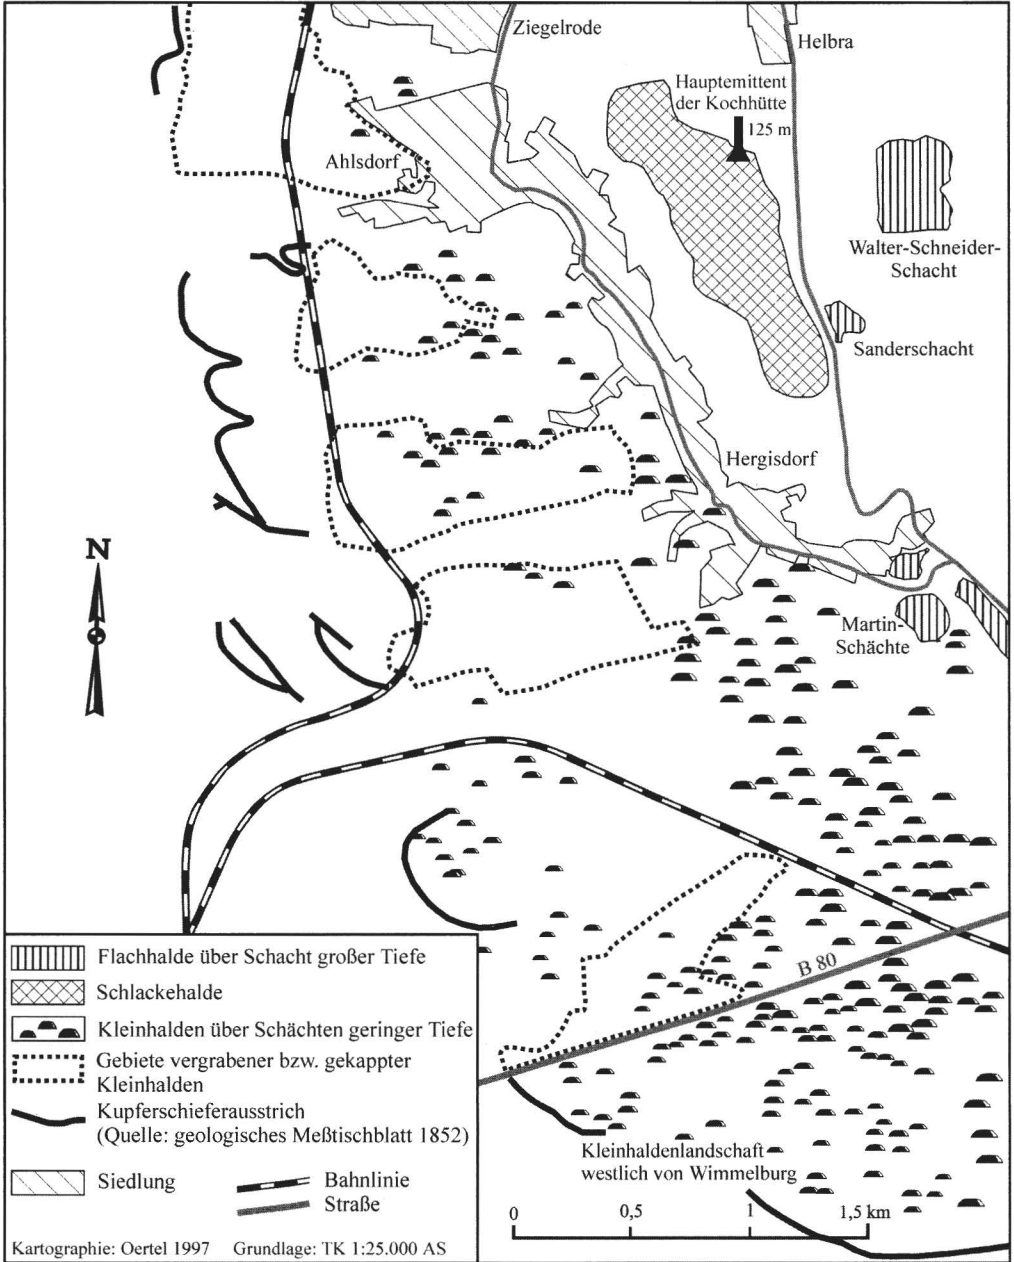 Ziegelrode
Helbra
Hauptemittent
der Kochhütte
125 m
Ahlsdorf
Walter-Schneider-
Schacht
Sanderschacht
Hergisdorf
N
Martin-
Schächte
B 80
Flachhalde über Schacht großer Tiefe
Schlackehalde
Kleinhalden über Schächten geringer Tiefe
Gebiete vergrabener bzw. gekappter
Kleinhalden
Kupferschieferausstrich
(Quelle: geologisches Meßtischblatt 1852)
Siedlung
Bahnlinie
Straße
Kartographie: Oertel 1997 Grundlage: TK 1:25.000 AS
Kleinhaldenlandschaft
westlich von Wimmelburg
0 0,5 1 1,5 km